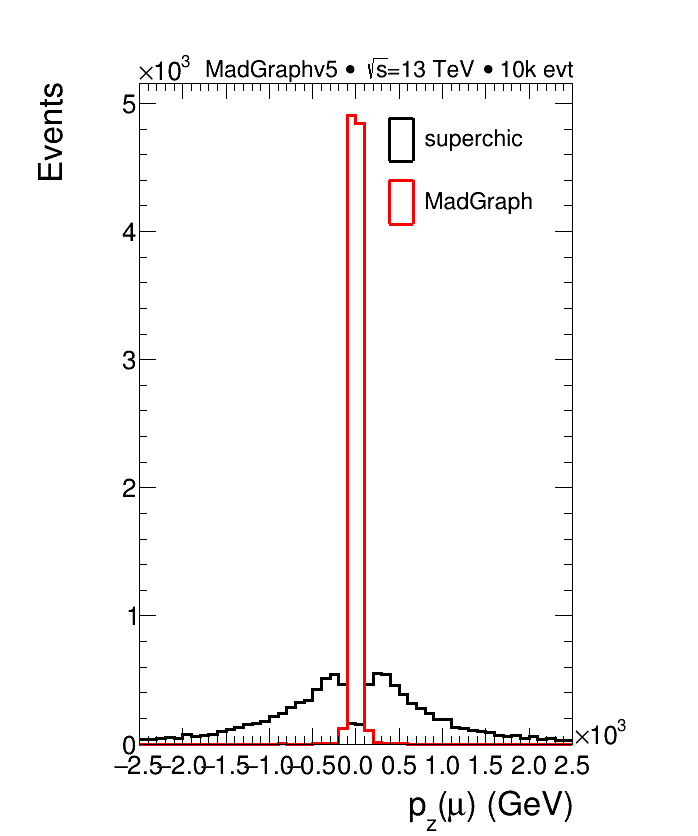 ×10³ MadGraphv5 • √s=13 TeV • 10k evt
Events
superchic
MadGraph
5
4
3
2
1
0
−2.5 −2.0 −1.5 −1.0 −0.5 0.0 0.5 1.0 1.5 2.0 2.5 ×10³
p_z(μ) (GeV)